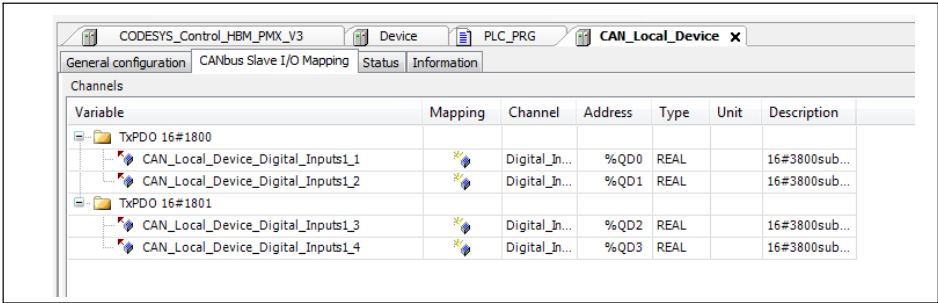 CODESYS_Control_HBM_PMX_V3 Device PLC_PRG CAN_Local_Device X
General configuration CANbus Slave I/O Mapping Status Information
Channels
Variable Mapping Channel Address Type Unit Description
TxPDO 16#1800
CAN_Local_Device_Digital_Inputs1_1 Digital_In... %QD0 REAL 16#3800sub...
CAN_Local_Device_Digital_Inputs1_2 Digital_In... %QD1 REAL 16#3800sub...
TxPDO 16#1801
CAN_Local_Device_Digital_Inputs1_3 Digital_In... %QD2 REAL 16#3800sub...
CAN_Local_Device_Digital_Inputs1_4 Digital_In... %QD3 REAL 16#3800sub...